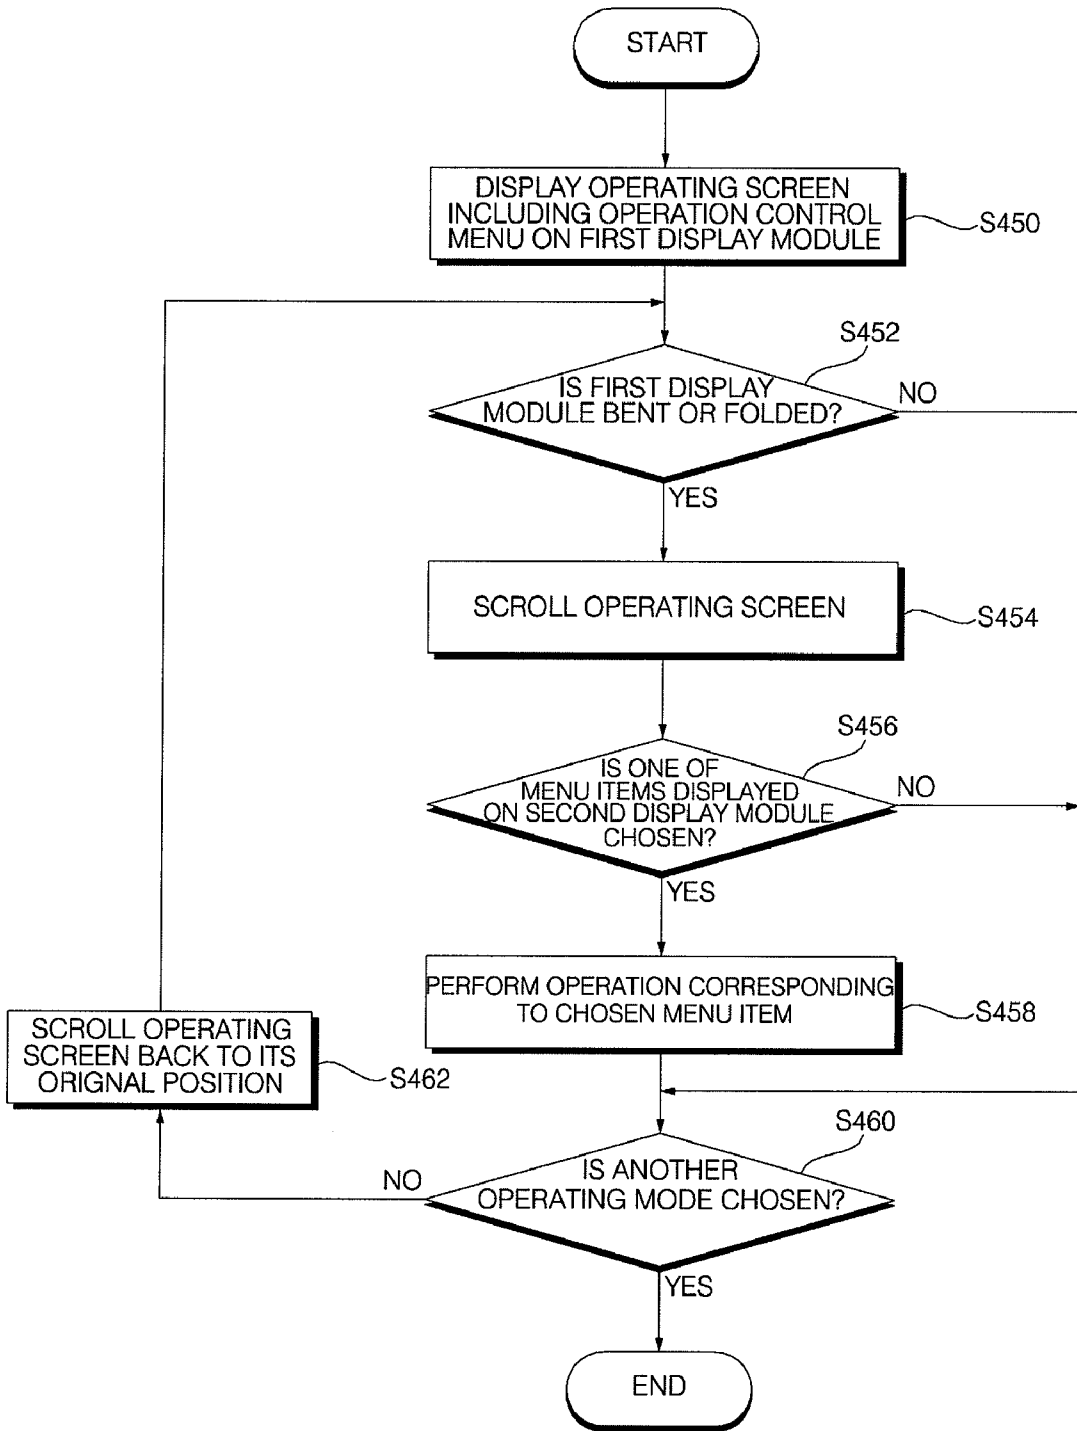 START
DISPLAY OPERATING SCREEN
INCLUDING OPERATION CONTROL
MENU ON FIRST DISPLAY MODULE
S450
S452
IS FIRST DISPLAY
MODULE BENT OR FOLDED?
NO
YES
SCROLL OPERATING SCREEN
S454
S456
IS ONE OF
MENU ITEMS DISPLAYED
ON SECOND DISPLAY MODULE
CHOSEN?
NO
YES
PERFORM OPERATION CORRESPONDING
TO CHOSEN MENU ITEM
S458
SCROLL OPERATING
SCREEN BACK TO ITS
ORIGNAL POSITION
S462
S460
IS ANOTHER
OPERATING MODE CHOSEN?
NO
YES
END